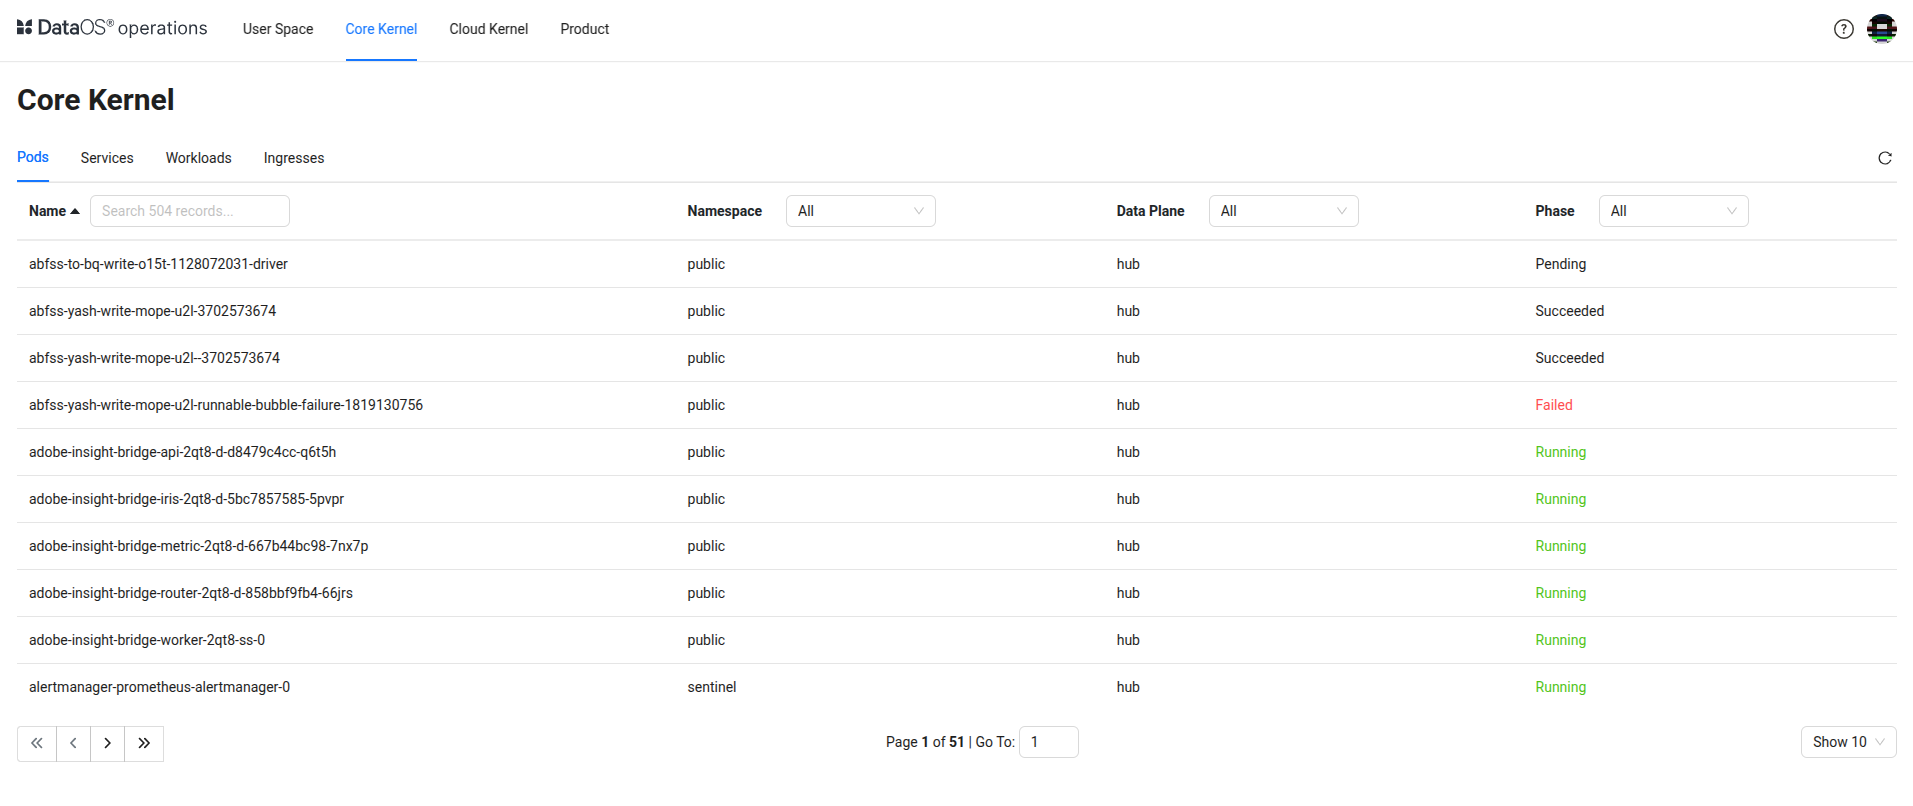 DataOS® operations User Space Core Kernel Cloud Kernel Product ?
Core Kernel
Pods Services Workloads Ingresses
Name Search 504 records... Namespace All Data Plane All Phase All
abfss-to-bq-write-o15t-1128072031-driver public hub Pending
abfss-yash-write-mope-u2l-3702573674 public hub Succeeded
abfss-yash-write-mope-u2l--3702573674 public hub Succeeded
abfss-yash-write-mope-u2l-runnable-bubble-failure-1819130756 public hub Failed
adobe-insight-bridge-api-2qt8-d-d8479c4cc-q6t5h public hub Running
adobe-insight-bridge-iris-2qt8-d-5bc7857585-5pvpr public hub Running
adobe-insight-bridge-metric-2qt8-d-667b44bc98-7nx7p public hub Running
adobe-insight-bridge-router-2qt8-d-858bbf9fb4-66jrs public hub Running
adobe-insight-bridge-worker-2qt8-ss-0 public hub Running
alertmanager-prometheus-alertmanager-0 sentinel hub Running
Page 1 of 51 | Go To: 1 Show 10